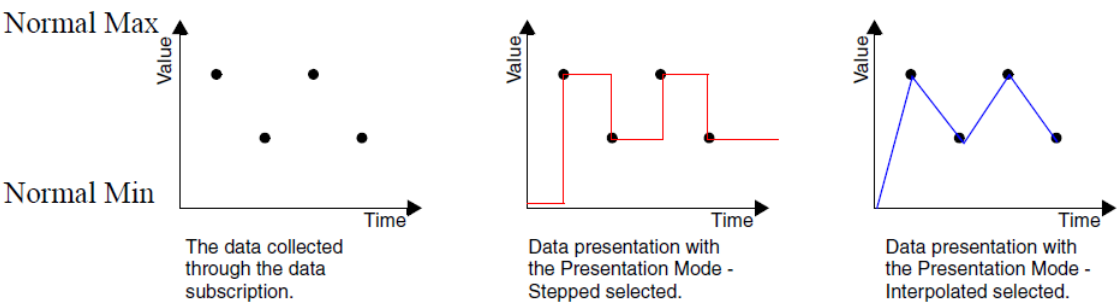 Normal Max
Value
Value
Value
Normal Min
Time
Time
Time
The data collected
through the data
subscription.
Data presentation with
the Presentation Mode -
Stepped selected.
Data presentation with
the Presentation Mode -
Interpolated selected.